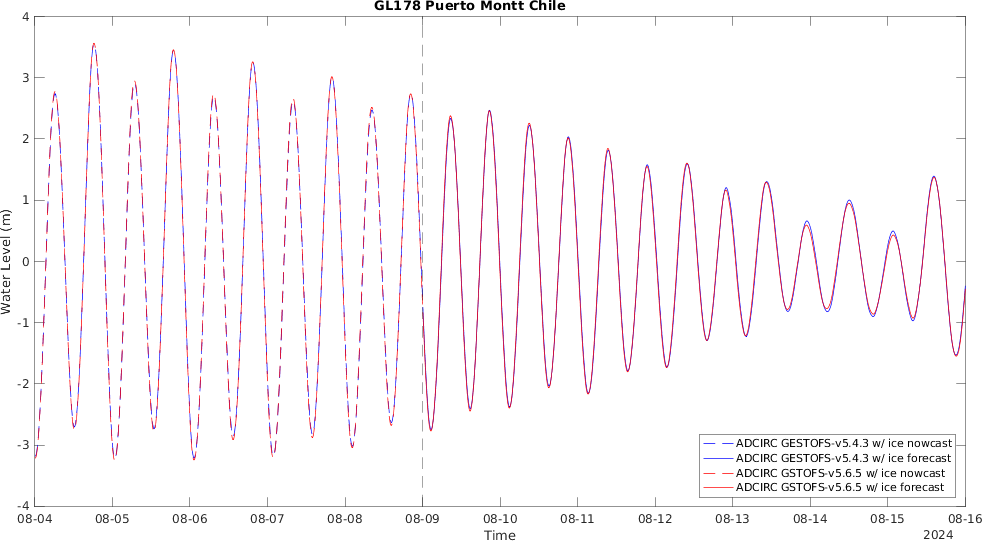 GL178 Puerto Montt Chile
4
3
2
1
0
-1
-2
-3
-4
Water Level (m)
ADCIRC GESTOFS-v5.4.3 w/ ice nowcast
ADCIRC GESTOFS-v5.4.3 w/ ice forecast
ADCIRC GSTOFS-v5.6.5 w/ ice nowcast
ADCIRC GSTOFS-v5.6.5 w/ ice forecast
08-04 08-05 08-06 08-07 08-08 08-09 08-10 08-11 08-12 08-13 08-14 08-15 08-16
Time
2024